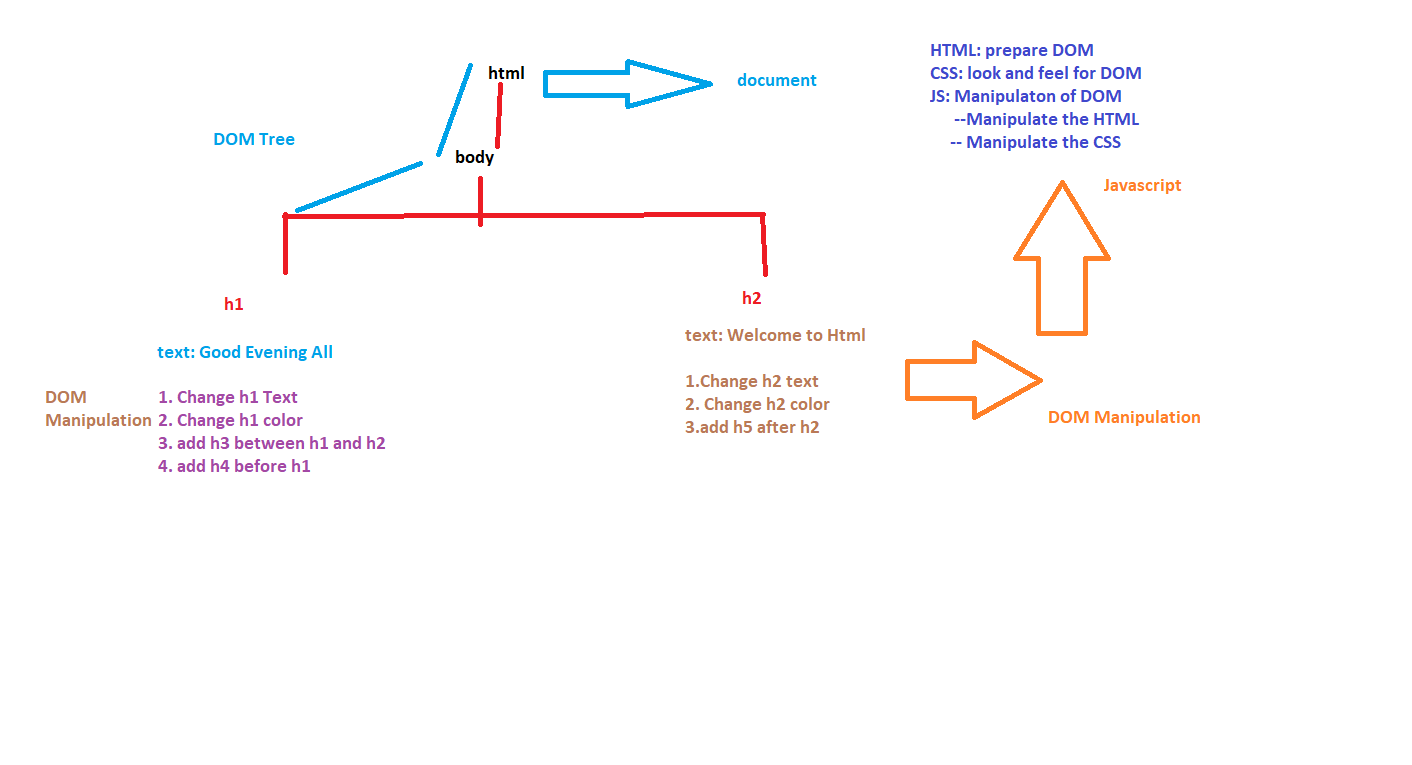 html
document
DOM Tree
body
h1
h2
text: Good Evening All
text: Welcome to Html
DOM
Manipulation
1. Change h1 Text
2. Change h1 color
3. add h3 between h1 and h2
4. add h4 before h1
1.Change h2 text
2. Change h2 color
3.add h5 after h2
HTML: prepare DOM
CSS: look and feel for DOM
JS: Manipulaton of DOM
--Manipulate the HTML
-- Manipulate the CSS
Javascript
DOM Manipulation